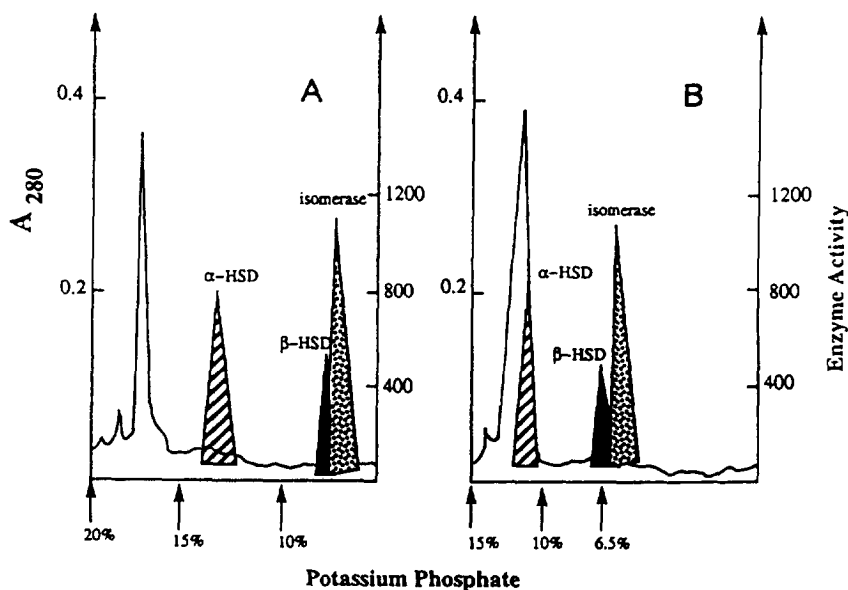 A
B
0.4
0.2
A 280
α-HSD
β-HSD
isomerase
1200
800
400
20%
15%
10%
0.4
0.2
α-HSD
β-HSD
isomerase
1200
800
400
Enzyme Activity
15%
10%
6.5%
Potassium Phosphate